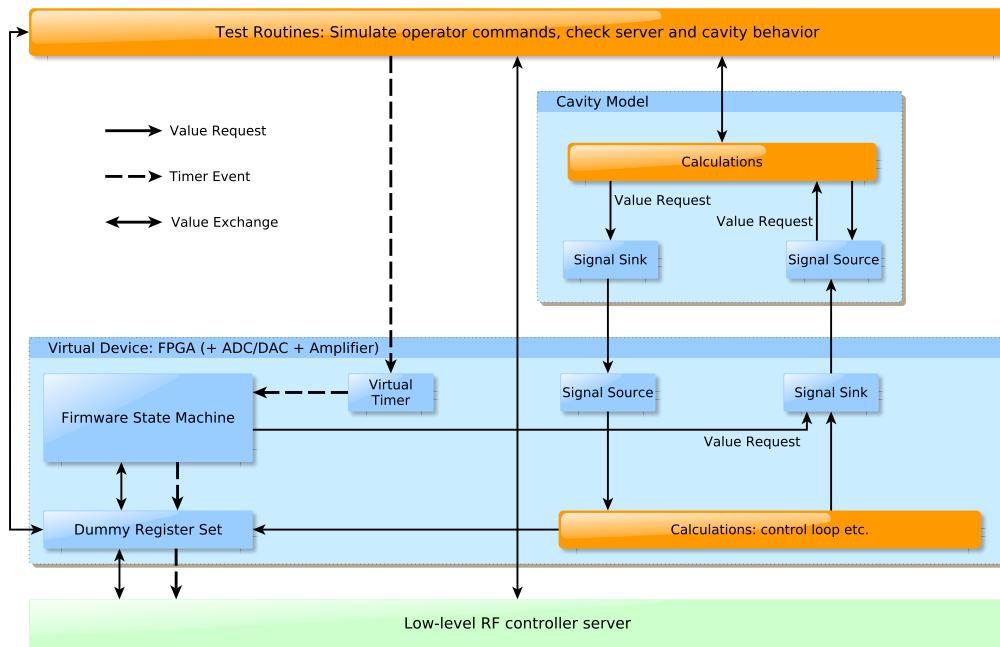 Test Routines: Simulate operator commands, check server and cavity behavior
Cavity Model
Value Request
Calculations
Timer Event
Value Request
Value Request
Value Exchange
Signal Sink
Signal Source
Virtual Device: FPGA (+ ADC/DAC + Amplifier)
Virtual
Timer
Signal Source
Signal Sink
Firmware State Machine
Value Request
Dummy Register Set
Calculations: control loop etc.
Low-level RF controller server